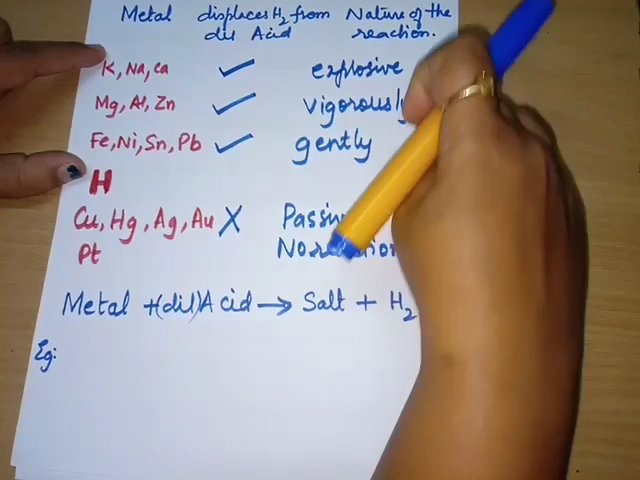 Metal displaces H2 from Nature of the
dil Acid reaction.
K, Na, Ca ✓ explosive
Mg, Al, Zn ✓ vigorously
Fe, Ni, Sn, Pb ✓ gently
H
Cu, Hg, Ag, Au X
Pt No
Metal + (dil) Acid → Salt + H2
Eg: